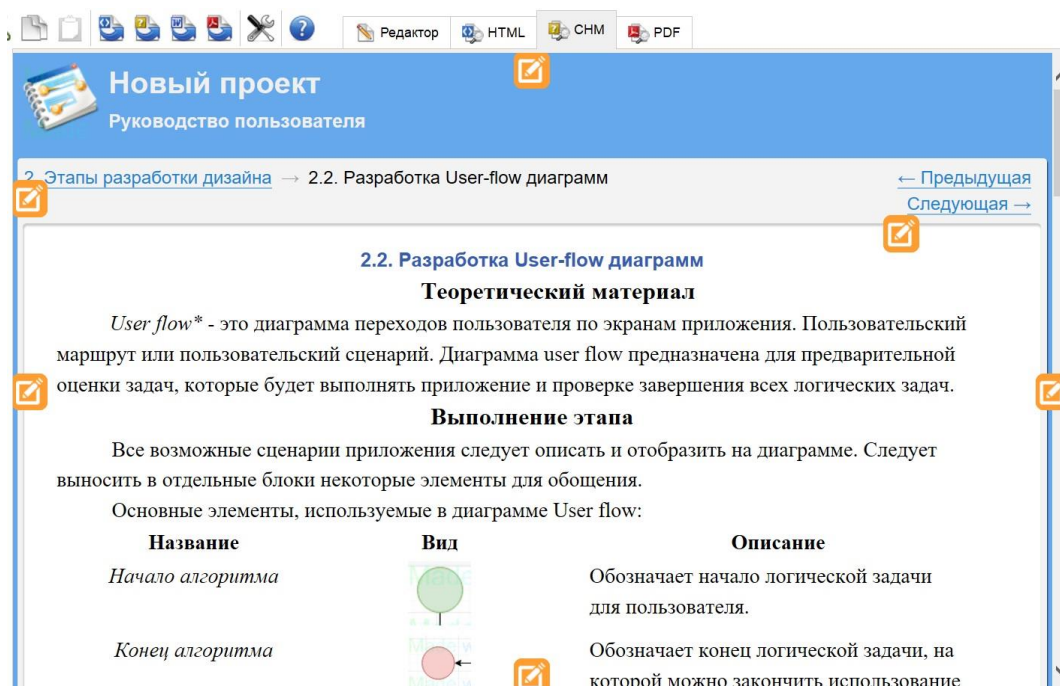 Редактор HTML CHM PDF
Новый проект
Руководство пользователя
2. Этапы разработки дизайна → 2.2. Разработка User-flow диаграмм ← Предыдущая
Следующая →
2.2. Разработка User-flow диаграмм
Теоретический материал
User flow* - это диаграмма переходов пользователя по экранам приложения. Пользовательский
маршрут или пользовательский сценарий. Диаграмма user flow предназначена для предварительной
оценки задач, которые будет выполнять приложение и проверке завершения всех логических задач.
Выполнение этапа
Все возможные сценарии приложения следует описать и отобразить на диаграмме. Следует
выносить в отдельные блоки некоторые элементы для обощения.
Основные элементы, используемые в диаграмме User flow:
Название Вид Описание
Начало алгоритма Обозначает начало логической задачи
для пользователя.
Конец алгоритма Обозначает конец логической задачи, на
которой можно закончить использование